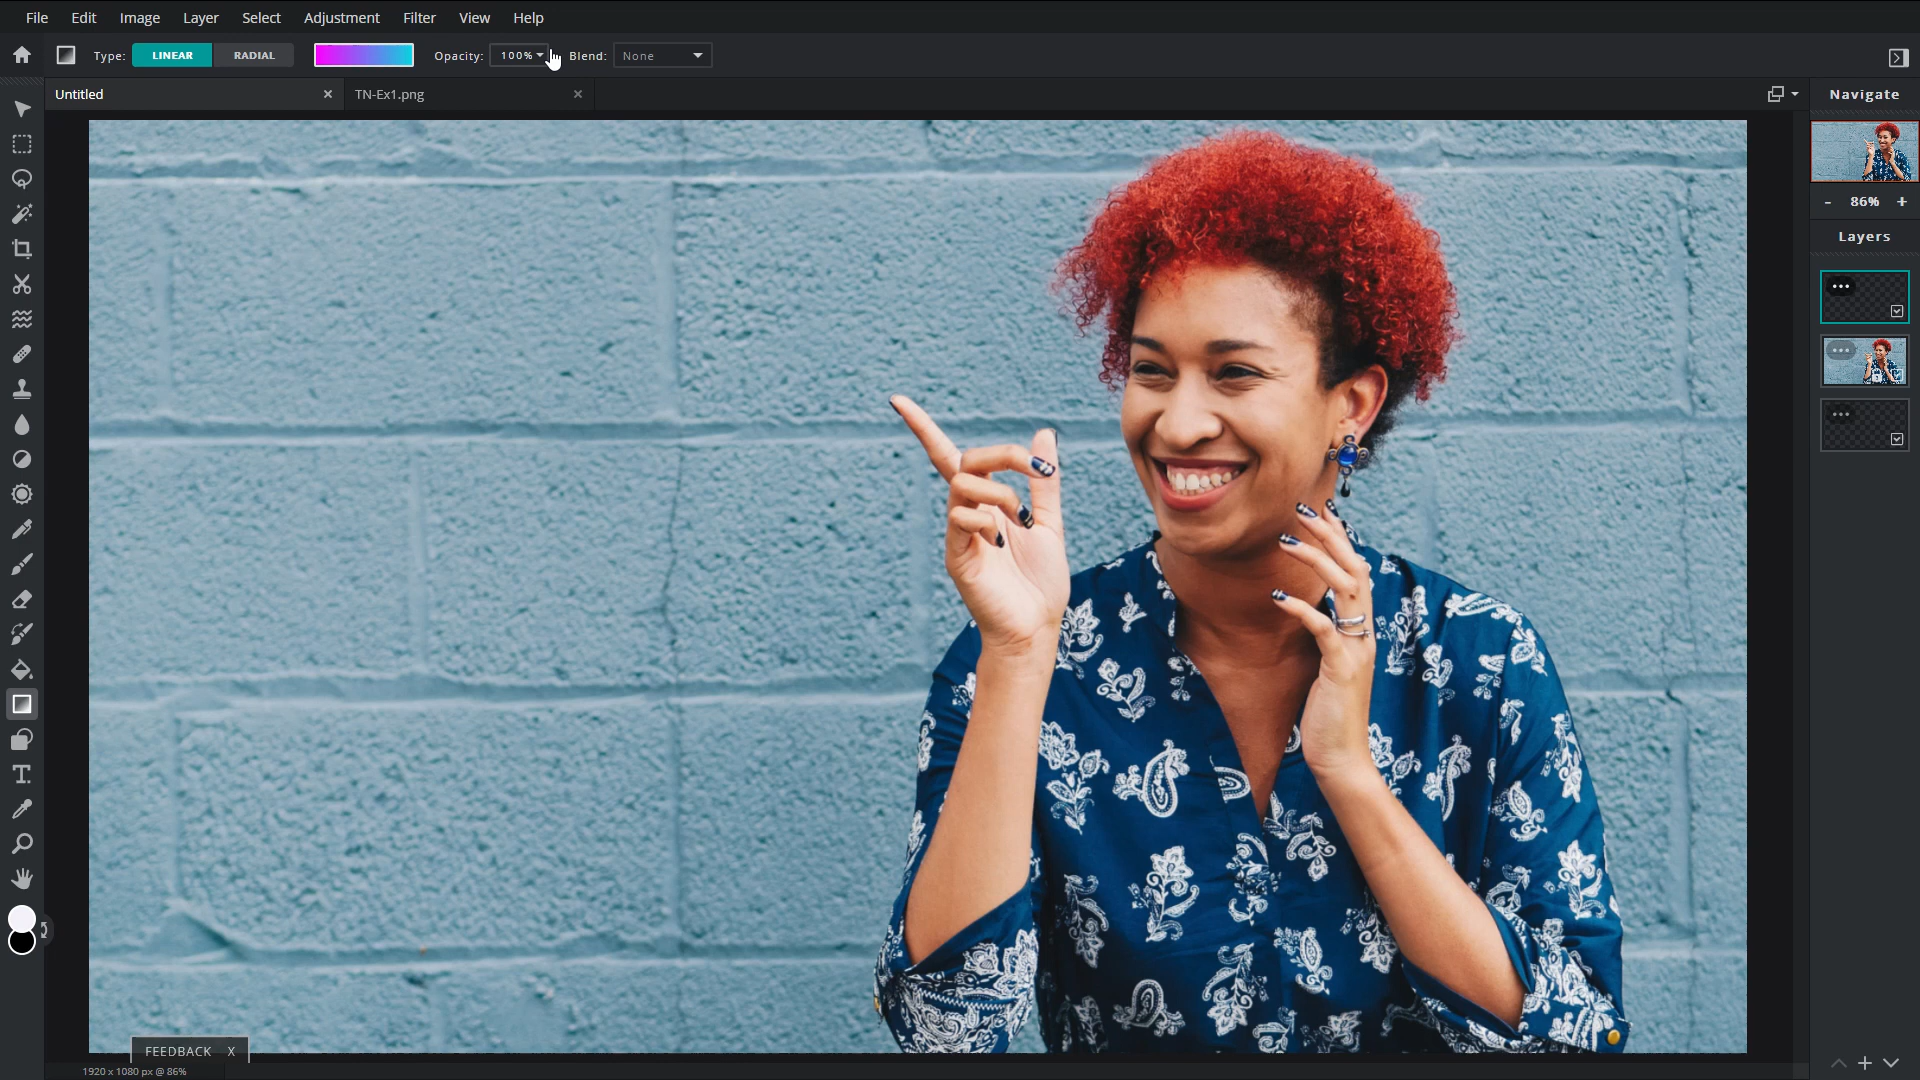 File Edit Image Layer Select Adjustment Filter View Help
Type: LINEAR RADIAL Opacity: 100% Blend: None
Untitled × TN-Ex1.png ×
Navigate
- 86% +
Layers
FEEDBACK X
1920 x 1080 px @ 86%